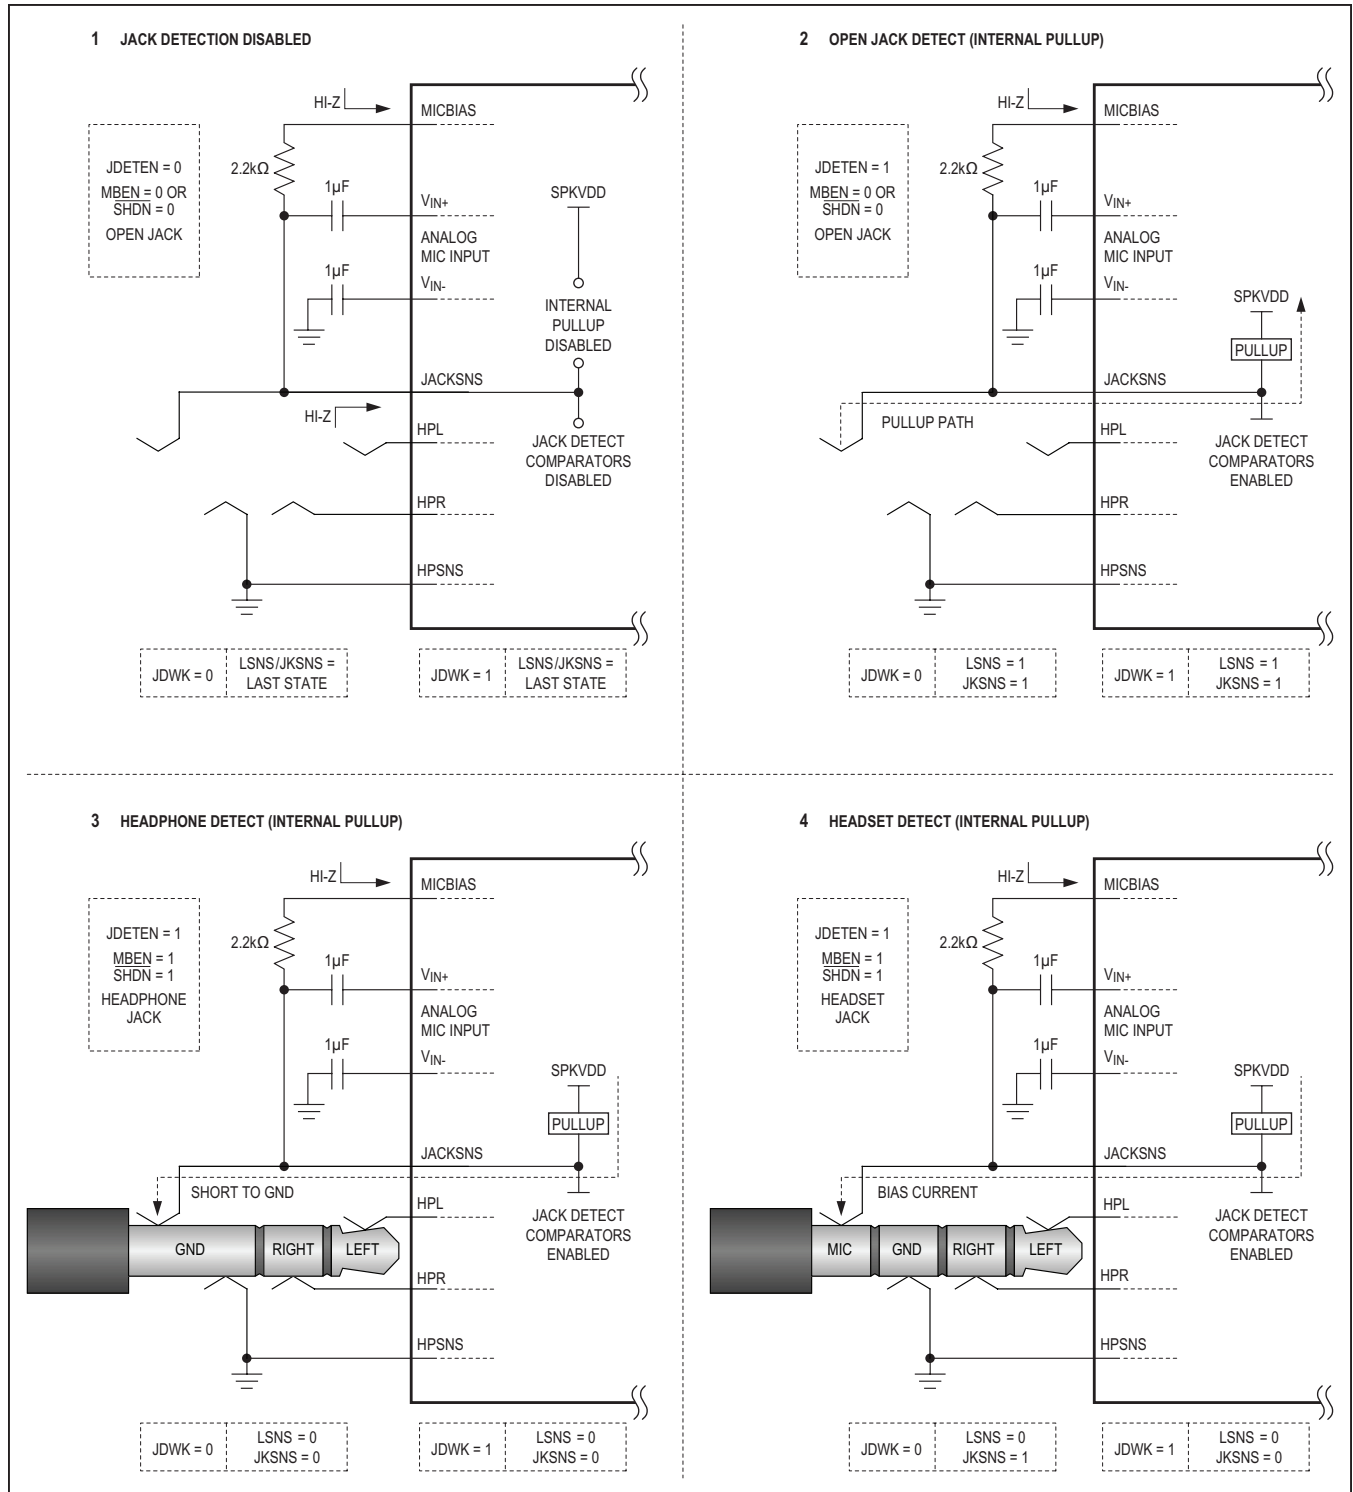 1 JACK DETECTION DISABLED
HI-Z
MICBIAS
JDETEN = 0
MBEN = 0 OR
SHDN = 0
OPEN JACK
2.2kΩ
1µF
VIN+
ANALOG
MIC INPUT
1µF
VIN-
SPKVDD
INTERNAL
PULLUP
DISABLED
JACKSNS
HI-Z
HPL
JACK DETECT
COMPARATORS
DISABLED
HPR
HPSNS
JDWK = 0
LSNS/JKSNS =
LAST STATE
JDWK = 1
LSNS/JKSNS =
LAST STATE
2 OPEN JACK DETECT (INTERNAL PULLUP)
HI-Z
MICBIAS
JDETEN = 1
MBEN = 0 OR
SHDN = 0
OPEN JACK
2.2kΩ
1µF
VIN+
ANALOG
MIC INPUT
1µF
VIN-
SPKVDD
PULLUP
JACKSNS
PULLUP PATH
HPL
JACK DETECT
COMPARATORS
ENABLED
HPR
HPSNS
JDWK = 0
LSNS = 1
JKSNS = 1
JDWK = 1
LSNS = 1
JKSNS = 1
3 HEADPHONE DETECT (INTERNAL PULLUP)
HI-Z
MICBIAS
JDETEN = 1
MBEN = 1
SHDN = 1
HEADPHONE
JACK
2.2kΩ
1µF
VIN+
ANALOG
MIC INPUT
1µF
VIN-
SPKVDD
PULLUP
JACKSNS
SHORT TO GND
HPL
JACK DETECT
COMPARATORS
ENABLED
GND
RIGHT
LEFT
HPR
HPSNS
JDWK = 0
LSNS = 0
JKSNS = 0
JDWK = 1
LSNS = 0
JKSNS = 0
4 HEADSET DETECT (INTERNAL PULLUP)
HI-Z
MICBIAS
JDETEN = 1
MBEN = 1
SHDN = 1
HEADSET
JACK
2.2kΩ
1µF
VIN+
ANALOG
MIC INPUT
1µF
VIN-
SPKVDD
PULLUP
JACKSNS
BIAS CURRENT
HPL
JACK DETECT
COMPARATORS
ENABLED
MIC
GND
RIGHT
LEFT
HPR
HPSNS
JDWK = 0
LSNS = 0
JKSNS = 1
JDWK = 1
LSNS = 0
JKSNS = 0